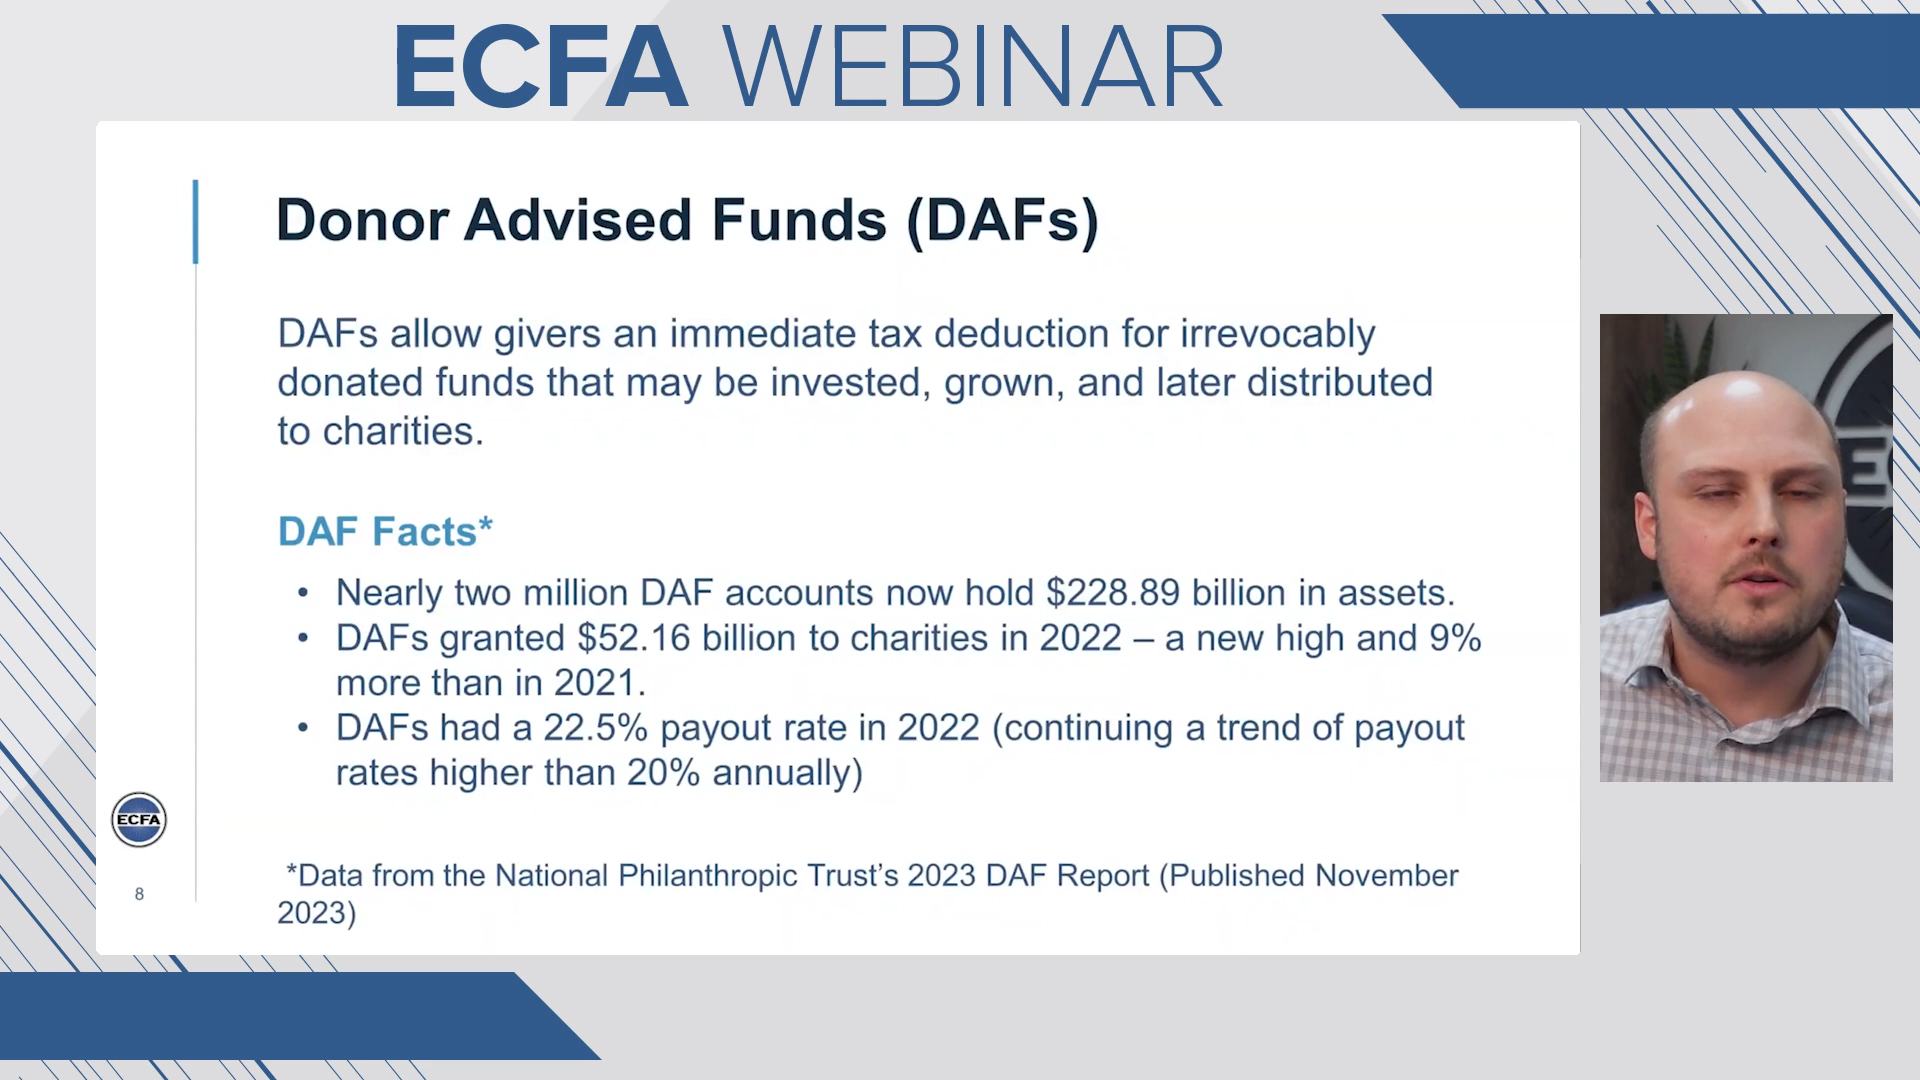 ECFA WEBINAR
Donor Advised Funds (DAFs)
DAFs allow givers an immediate tax deduction for irrevocably
donated funds that may be invested, grown, and later distributed
to charities.
DAF Facts*
• Nearly two million DAF accounts now hold $228.89 billion in assets.
• DAFs granted $52.16 billion to charities in 2022 – a new high and 9%
more than in 2021.
• DAFs had a 22.5% payout rate in 2022 (continuing a trend of payout
rates higher than 20% annually)
ECFA
8
*Data from the National Philanthropic Trust’s 2023 DAF Report (Published November
2023)